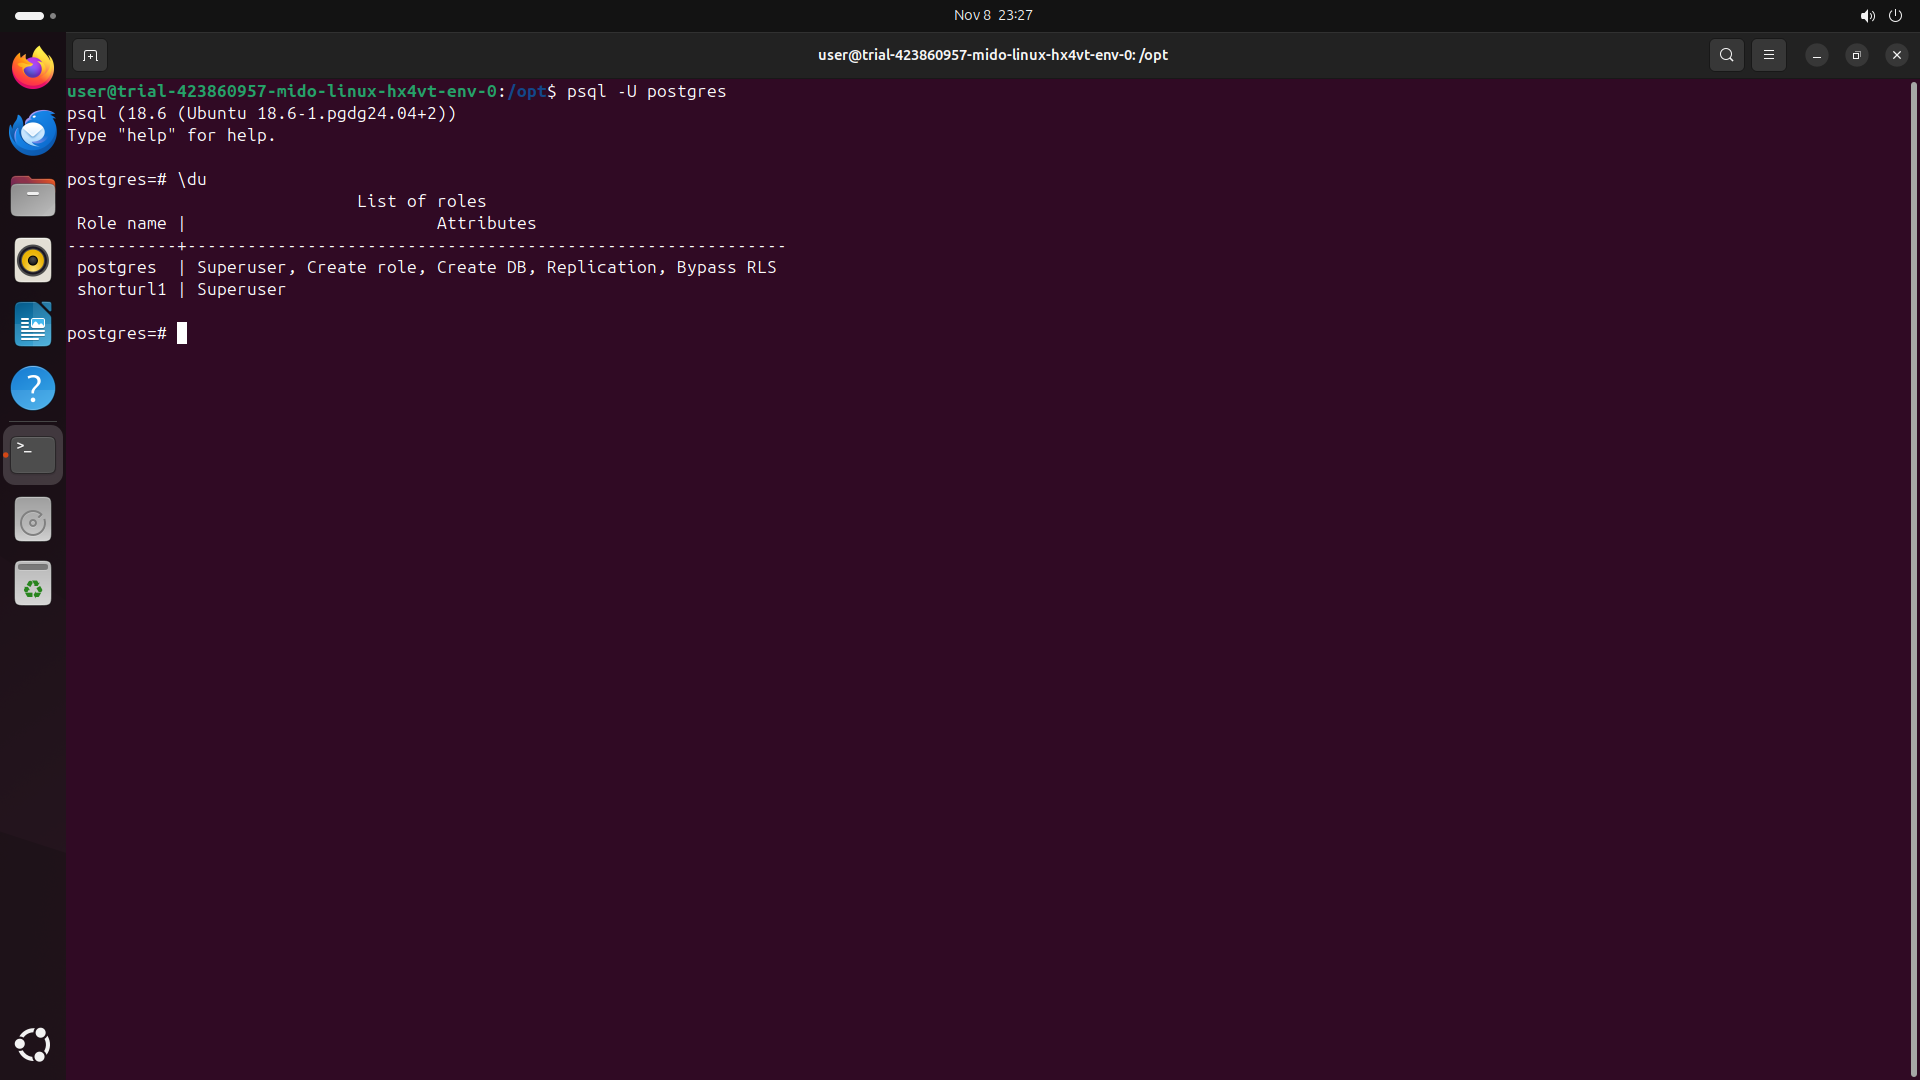 Nov 8 23:27
user@trial-423860957-mido-linux-hx4vt-env-0: /opt
user@trial-423860957-mido-linux-hx4vt-env-0:/opt$ psql -U postgres
psql (18.6 (Ubuntu 18.6-1.pgdg24.04+2))
Type "help" for help.
postgres=# \du
                             List of roles
 Role name |                         Attributes
-----------+------------------------------------------------------------
 postgres  | Superuser, Create role, Create DB, Replication, Bypass RLS
 shorturl1 | Superuser
postgres=#